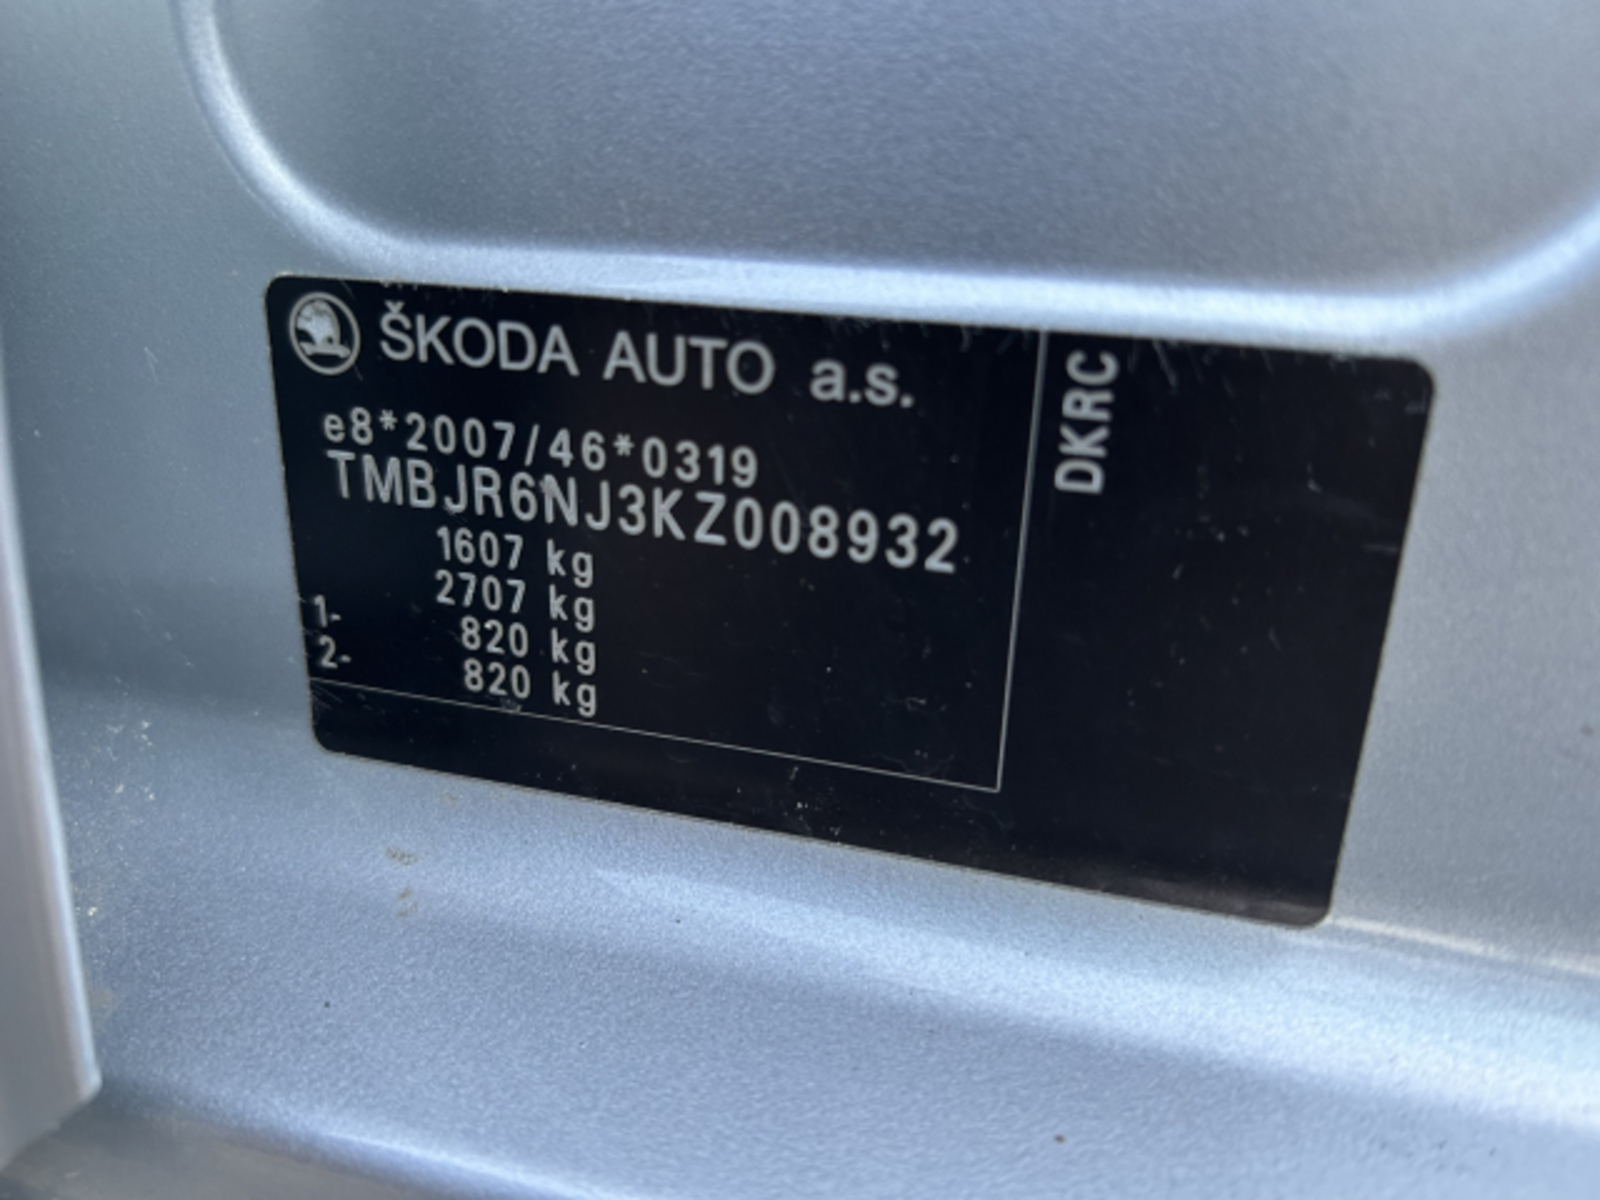 ŠKODA AUTO a.s.
e8*2007/46*0319
TMBJR6NJ3KZ008932
1607 kg
2707 kg
1- 820 kg
2- 820 kg
DKRC